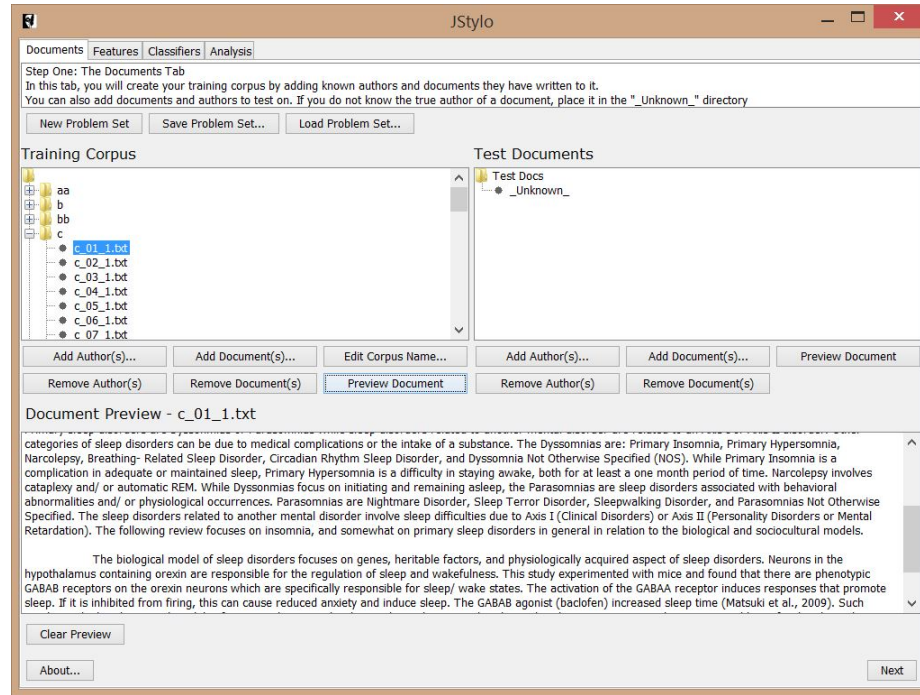 JStylo
Documents Features Classifiers Analysis
Step One: The Documents Tab
In this tab, you will create your training corpus by adding known authors and documents they have written to it.
You can also add documents and authors to test on. If you do not know the true author of a document, place it in the "_Unknown_" directory
New Problem Set Save Problem Set... Load Problem Set...
Training Corpus
aa
b
bb
c
c_01_1.txt
c_02_1.txt
c_03_1.txt
c_04_1.txt
c_05_1.txt
c_06_1.txt
c_07_1.txt
Test Documents
Test Docs
_Unknown_
Add Author(s)... Add Document(s)... Edit Corpus Name... Add Author(s)... Add Document(s)... Preview Document
Remove Author(s) Remove Document(s) Preview Document Remove Author(s) Remove Document(s)
Document Preview - c_01_1.txt
categories of sleep disorders can be due to medical complications or the intake of a substance. The Dyssomnias are: Primary Insomnia, Primary Hypersomnia,
Narcolepsy, Breathing- Related Sleep Disorder, Circadian Rhythm Sleep Disorder, and Dyssomnia Not Otherwise Specified (NOS). While Primary Insomnia is a
complication in adequate or maintained sleep, Primary Hypersomnia is a difficulty in staying awake, both for at least a one month period of time. Narcolepsy involves
cataplexy and/ or automatic REM. While Dyssonmias focus on initiating and remaining asleep, the Parasomnias are sleep disorders associated with behavioral
abnormalities and/ or physiological occurrences. Parasomnias are Nightmare Disorder, Sleep Terror Disorder, Sleepwalking Disorder, and Parasomnias Not Otherwise
Specified. The sleep disorders related to another mental disorder involve sleep difficulties due to Axis I (Clinical Disorders) or Axis II (Personality Disorders or Mental
Retardation). The following review focuses on insomnia, and somewhat on primary sleep disorders in general in relation to the biological and sociocultural models.
The biological model of sleep disorders focuses on genes, heritable factors, and physiologically acquired aspect of sleep disorders. Neurons in the
hypothalamus containing orexin are responsible for the regulation of sleep and wakefulness. This study experimented with mice and found that there are phenotypic
GABAB receptors on the orexin neurons which are specifically responsible for sleep/ wake states. The activation of the GABAA receptor induces responses that promote
sleep. If it is inhibited from firing, this can cause reduced anxiety and induce sleep. The GABAB agonist (baclofen) increased sleep time (Matsuki et al., 2009). Such
Clear Preview
About... Next